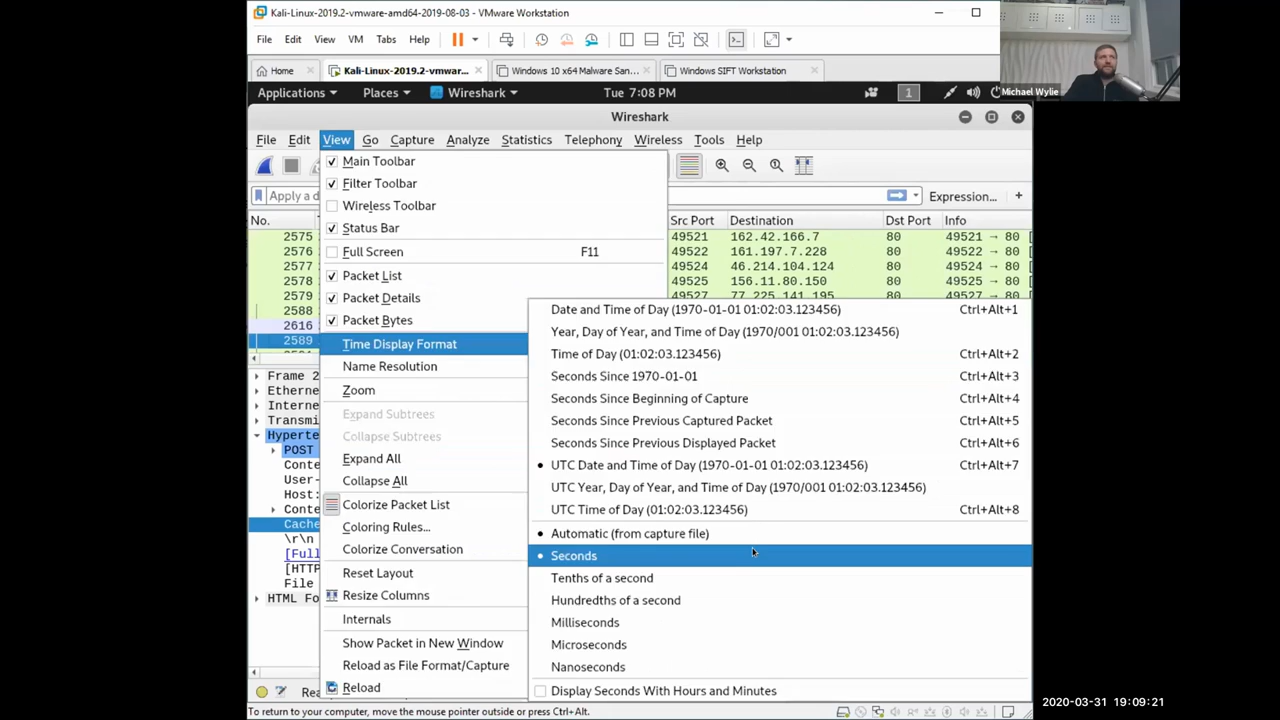 Kali-Linux-2019.2-vmware-amd64-2019-08-03 - VMware Workstation
File Edit View VM Tabs Help
Home Kali-Linux-2019.2-vmwar... Windows 10 x64 Malware San... Windows SIFT Workstation
Michael Wylie
Applications Places Wireshark Tue 7:08 PM 1
Wireshark
File Edit View Go Capture Analyze Statistics Telephony Wireless Tools Help
Main Toolbar
Apply a d Filter Toolbar Expression... +
Wireless Toolbar
No. Status Bar Src Port Destination Dst Port Info
2575 49521 162.42.166.7 80 49521 → 80 [
2576 Full Screen F11 49522 161.197.7.228 80 49522 → 80 [
2577 49524 46.214.104.124 80 49524 → 80 [
2578 Packet List 49525 156.11.80.150 80 49525 → 80 [
2579 Packet Details 49527 77.225.141.195 80 49527 → 80 [
2588 Packet Bytes
2616
2589 Time Display Format
Name Resolution
Frame 2
Ethern Zoom
Intern Expand Subtrees
Transm Collapse Subtrees
Hypert
POST Expand All
Conte
User- Collapse All
Host:
Conte Colorize Packet List
Cache Coloring Rules...
\r\n Colorize Conversation
[Full
[HTTP Reset Layout
File
HTML Fo Resize Columns
Internals
Show Packet in New Window
Reload as File Format/Capture
Rea Reload
Date and Time of Day (1970-01-01 01:02:03.123456) Ctrl+Alt+1
Year, Day of Year, and Time of Day (1970/001 01:02:03.123456)
Time of Day (01:02:03.123456) Ctrl+Alt+2
Seconds Since 1970-01-01 Ctrl+Alt+3
Seconds Since Beginning of Capture Ctrl+Alt+4
Seconds Since Previous Captured Packet Ctrl+Alt+5
Seconds Since Previous Displayed Packet Ctrl+Alt+6
UTC Date and Time of Day (1970-01-01 01:02:03.123456) Ctrl+Alt+7
UTC Year, Day of Year, and Time of Day (1970/001 01:02:03.123456)
UTC Time of Day (01:02:03.123456) Ctrl+Alt+8
Automatic (from capture file)
Seconds
Tenths of a second
Hundredths of a second
Milliseconds
Microseconds
Nanoseconds
Display Seconds With Hours and Minutes
To return to your computer, move the mouse pointer outside or press Ctrl+Alt.
2020-03-31 19:09:21